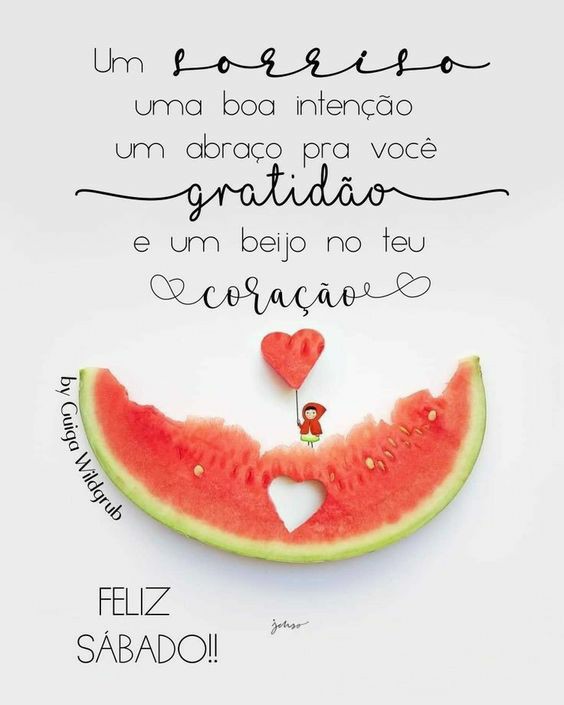 Um sorriso
uma boa intenção
um abraço pra você
gratidão
e um beijo no teu
coração
by Guiga Wildgrub
FELIZ
SÁBADO!!